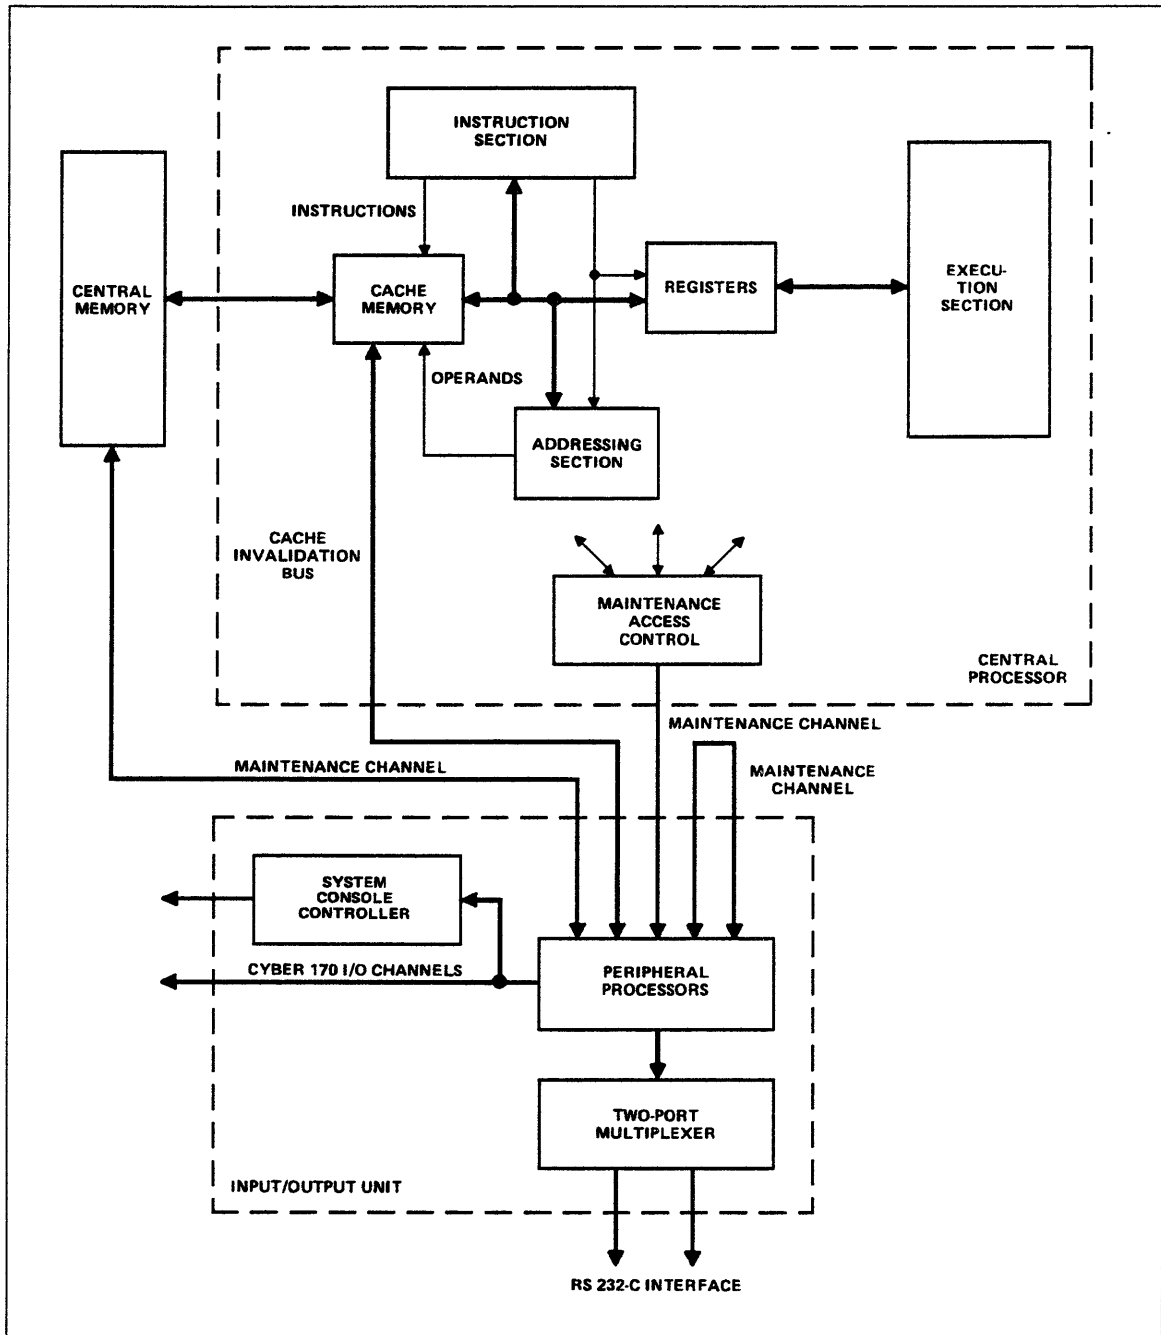 INSTRUCTION
SECTION
INSTRUCTIONS
CENTRAL
MEMORY
CACHE
MEMORY
REGISTERS
EXECU-
TION
SECTION
OPERANDS
ADDRESSING
SECTION
CACHE
INVALIDATION
BUS
MAINTENANCE
ACCESS
CONTROL
CENTRAL
PROCESSOR
MAINTENANCE CHANNEL
MAINTENANCE CHANNEL
MAINTENANCE
CHANNEL
SYSTEM
CONSOLE
CONTROLLER
CYBER 170 I/O CHANNELS
PERIPHERAL
PROCESSORS
TWO-PORT
MULTIPLEXER
INPUT/OUTPUT UNIT
RS 232-C INTERFACE